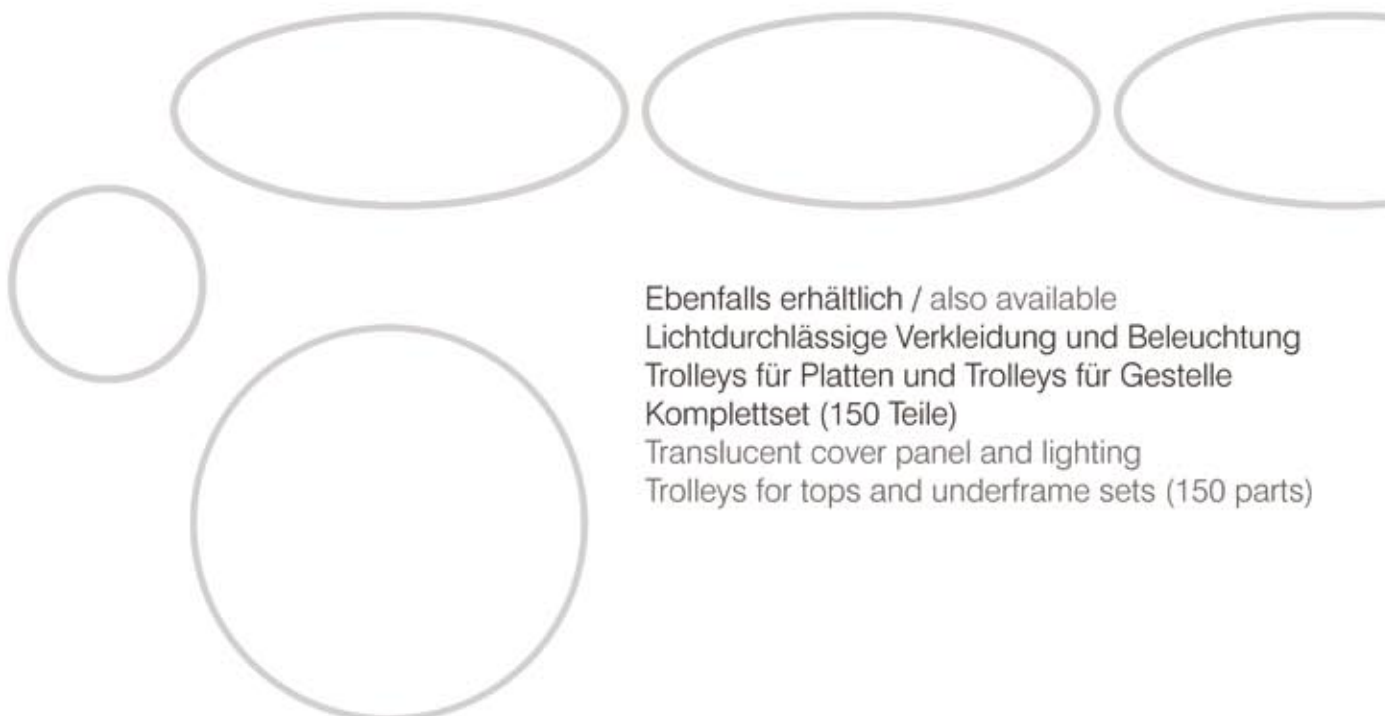 Ebenfalls erhältlich / also available
Lichtdurchlässige Verkleidung und Beleuchtung
Trolleys für Platten und Trolleys für Gestelle
Komplettset (150 Teile)
Translucent cover panel and lighting
Trolleys for tops and underframe sets (150 parts)